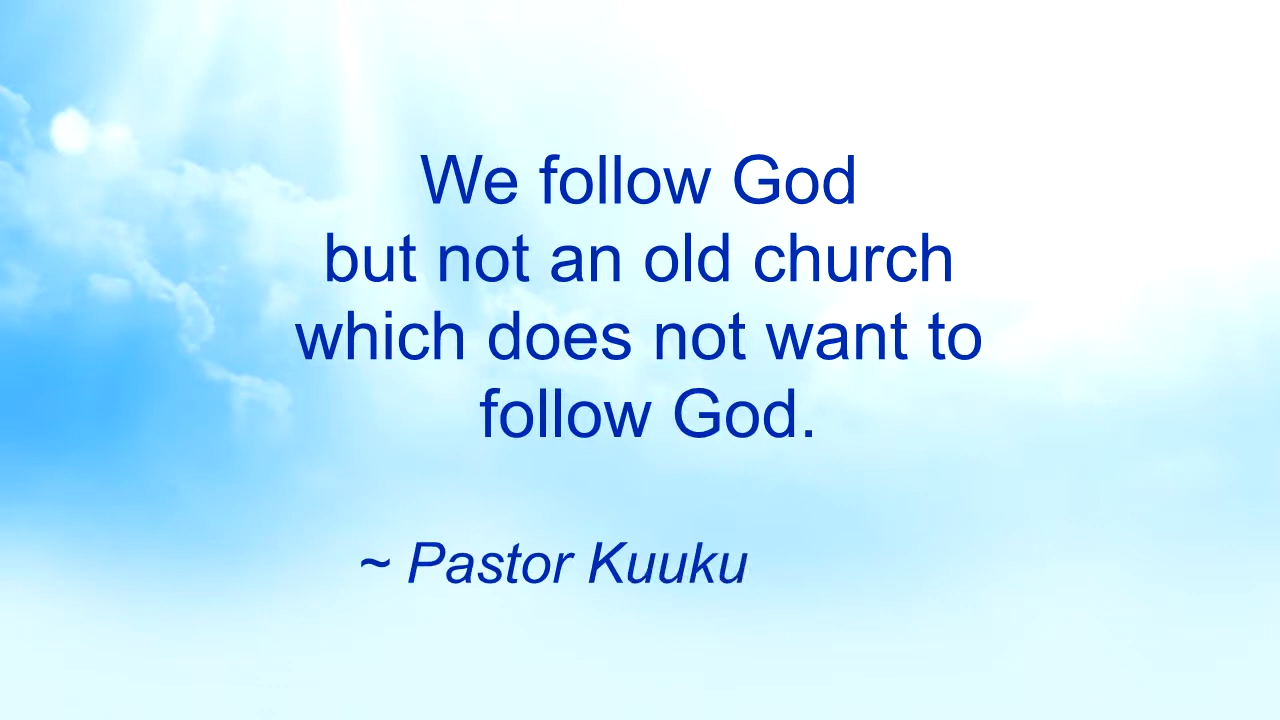 We follow God
but not an old church
which does not want to
follow God.
~ Pastor Kuuku